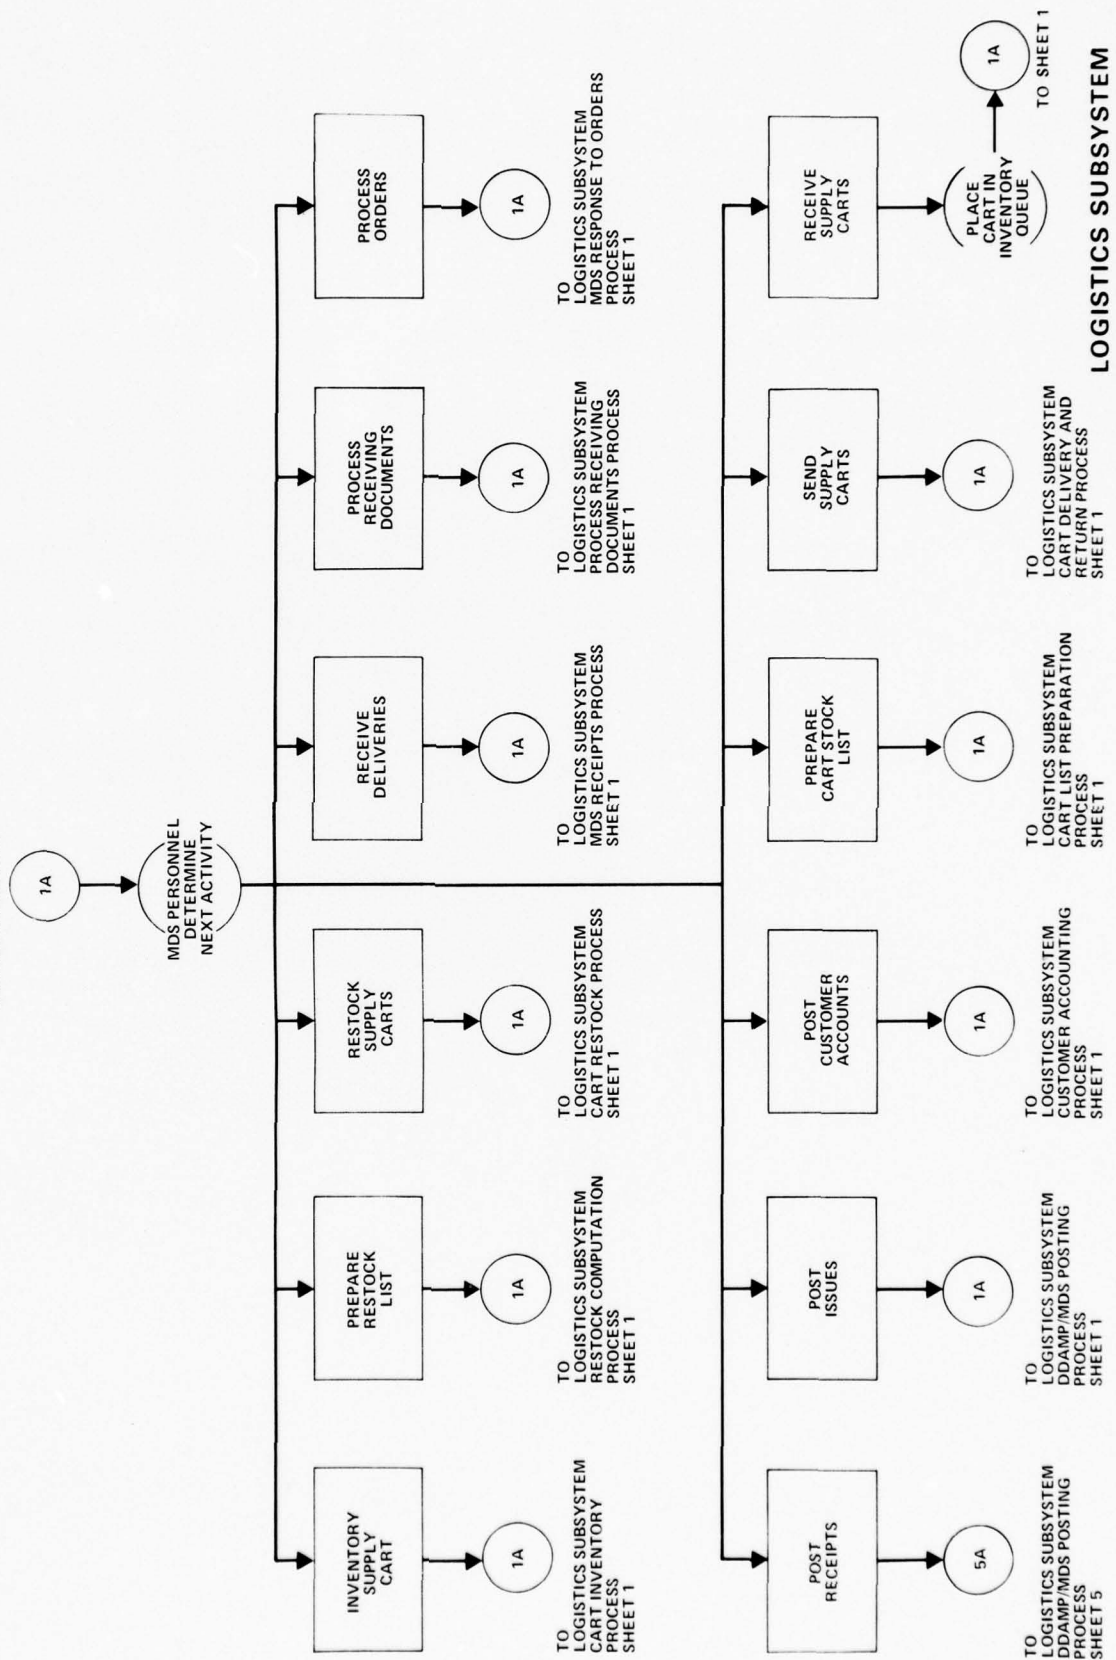 1A
MDS PERSONNEL
DETERMINE
NEXT ACTIVITY
INVENTORY
SUPPLY
CART
1A
TO
LOGISTICS SUBSYSTEM
CART INVENTORY
PROCESS
SHEET 1
PREPARE
RESTOCK
LIST
1A
TO
LOGISTICS SUBSYSTEM
RESTOCK COMPUTATION
PROCESS
SHEET 1
RESTOCK
SUPPLY
CARTS
1A
TO
LOGISTICS SUBSYSTEM
CART RESTOCK PROCESS
SHEET 1
RECEIVE
DELIVERIES
1A
TO
LOGISTICS SUBSYSTEM
MDS RECEIPTS PROCESS
SHEET 1
PROCESS
RECEIVING
DOCUMENTS
1A
TO
LOGISTICS SUBSYSTEM
PROCESS RECEIVING
DOCUMENTS PROCESS
SHEET 1
PROCESS
ORDERS
1A
TO
LOGISTICS SUBSYSTEM
MDS RESPONSE TO ORDERS
PROCESS
SHEET 1
POST
RECEIPTS
5A
TO
LOGISTICS SUBSYSTEM
DDAMP/MDS POSTING
PROCESS
SHEET 5
POST
ISSUES
1A
TO
LOGISTICS SUBSYSTEM
DDAMP/MDS POSTING
PROCESS
SHEET 1
POST
CUSTOMER
ACCOUNTS
1A
TO
LOGISTICS SUBSYSTEM
CUSTOMER ACCOUNTING
PROCESS
SHEET 1
PREPARE
CART STOCK
LIST
1A
TO
LOGISTICS SUBSYSTEM
CART LIST PREPARATION
PROCESS
SHEET 1
SEND
SUPPLY
CARTS
1A
TO
LOGISTICS SUBSYSTEM
CART DELIVERY AND
RETURN PROCESS
SHEET 1
RECEIVE
SUPPLY
CARTS
PLACE
CART IN
INVENTORY
QUEUE
1A
TO SHEET 1
LOGISTICS SUBSYSTEM